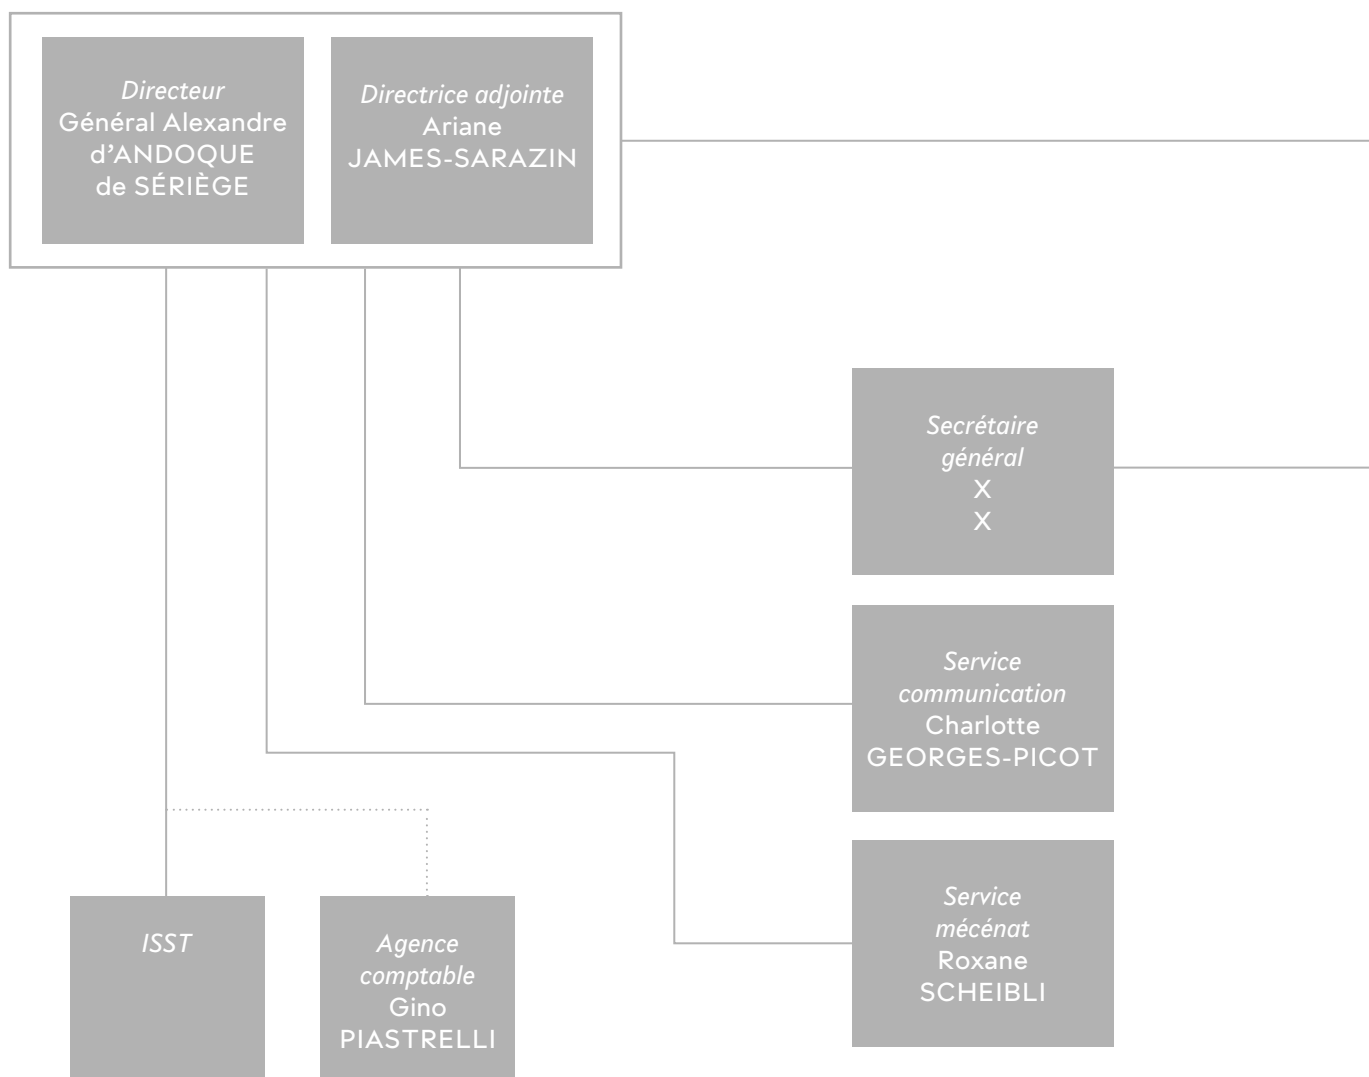 Directeur
Général Alexandre
d’ANDOQUE
de SÉRIÈGE
Directrice adjointe
Ariane
JAMES-SARAZIN
Secrétaire
général
X
X
Service
communication
Charlotte
GEORGES-PICOT
Service
mécénat
Roxane
SCHEIBLI
ISST
Agence
comptable
Gino
PIASTRELLI